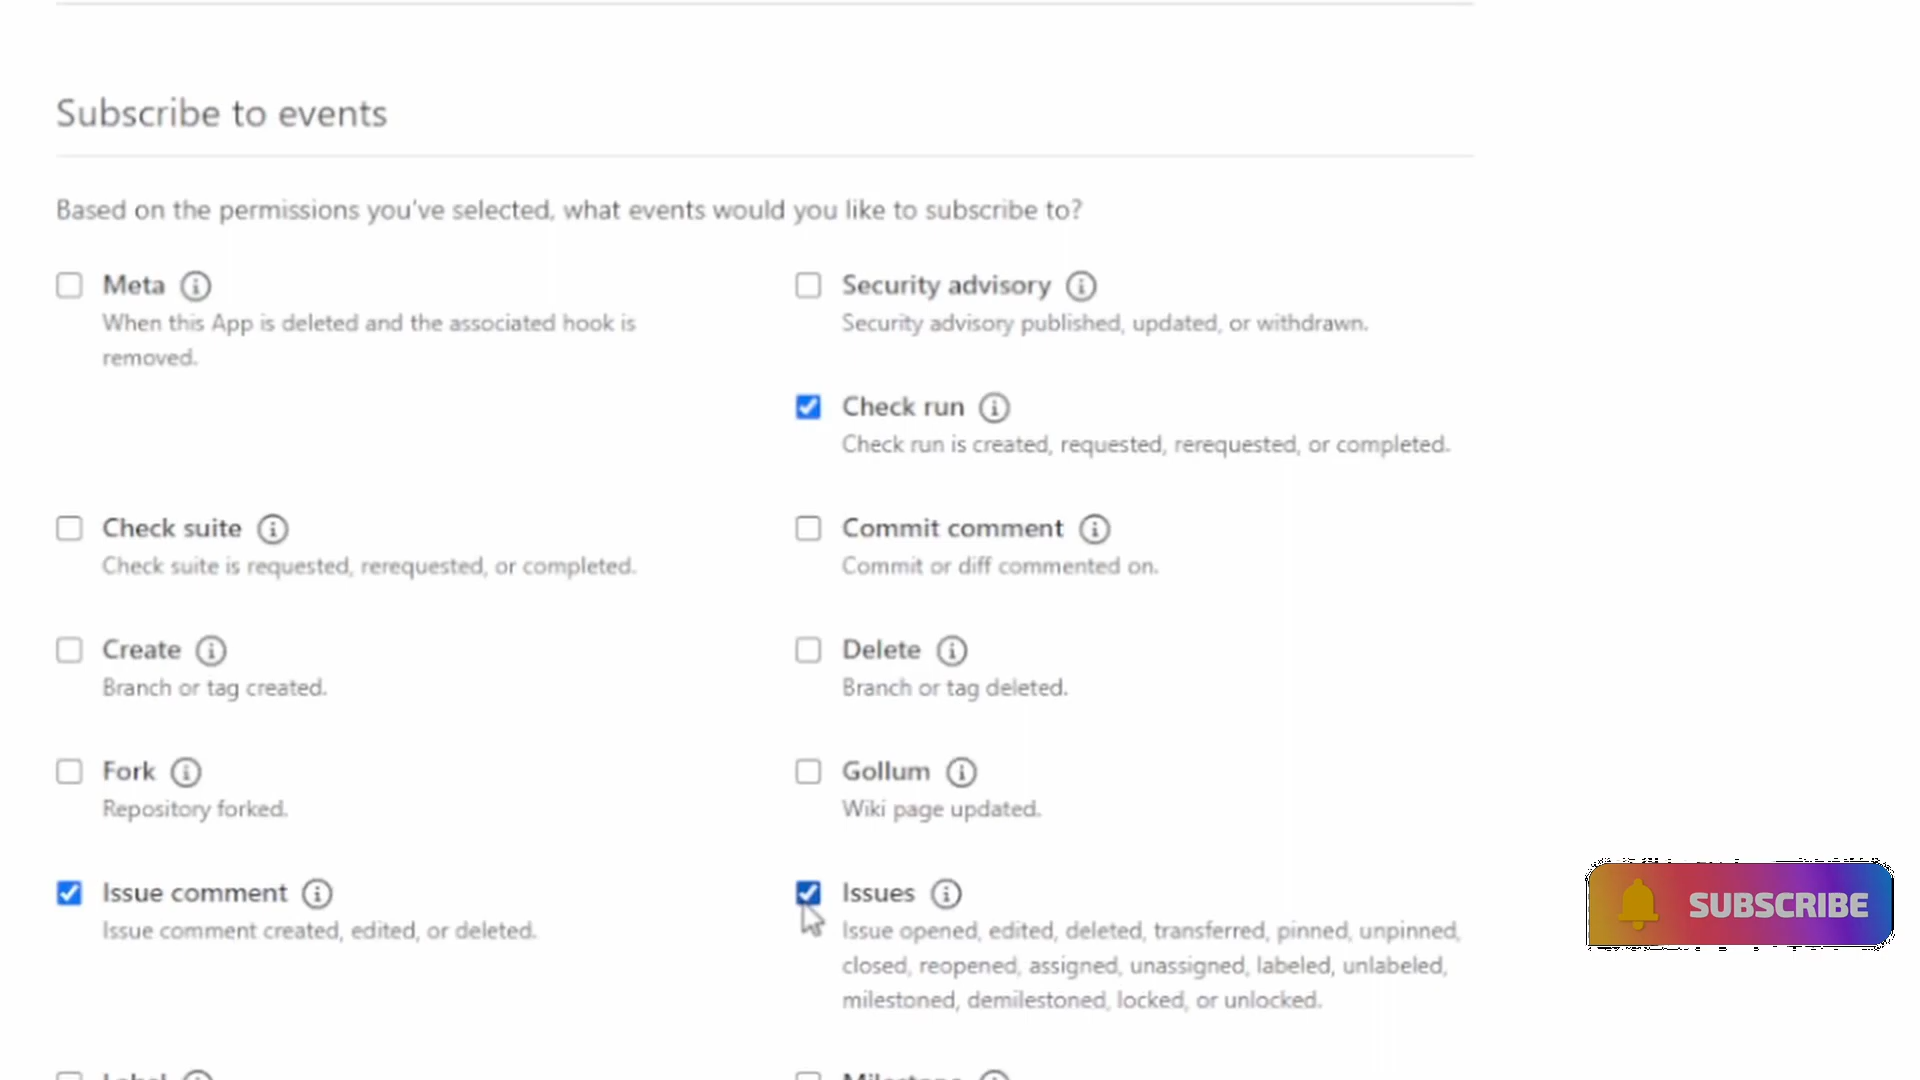 Subscribe to events
Based on the permissions you've selected, what events would you like to subscribe to?
Meta
When this App is deleted and the associated hook is
removed.
Security advisory
Security advisory published, updated, or withdrawn.
Check run
Check run is created, requested, rerequested, or completed.
Check suite
Check suite is requested, rerequested, or completed.
Commit comment
Commit or diff commented on.
Create
Branch or tag created.
Delete
Branch or tag deleted.
Fork
Repository forked.
Gollum
Wiki page updated.
Issue comment
Issue comment created, edited, or deleted.
Issues
Issue opened, edited, deleted, transferred, pinned, unpinned,
closed, reopened, assigned, unassigned, labeled, unlabeled,
milestoned, demilestoned, locked, or unlocked.
SUBSCRIBE
Label
Milestone